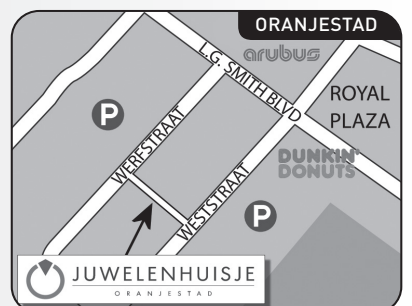 ORANJESTAD
arubus
L.G. SMITH BLVD
ROYAL
PLAZA
P
WERFSTRAAT
DUNKIN'
DONUTS
WESTSTRAAT
P
JUWELENHUISJE
ORANJESTAD